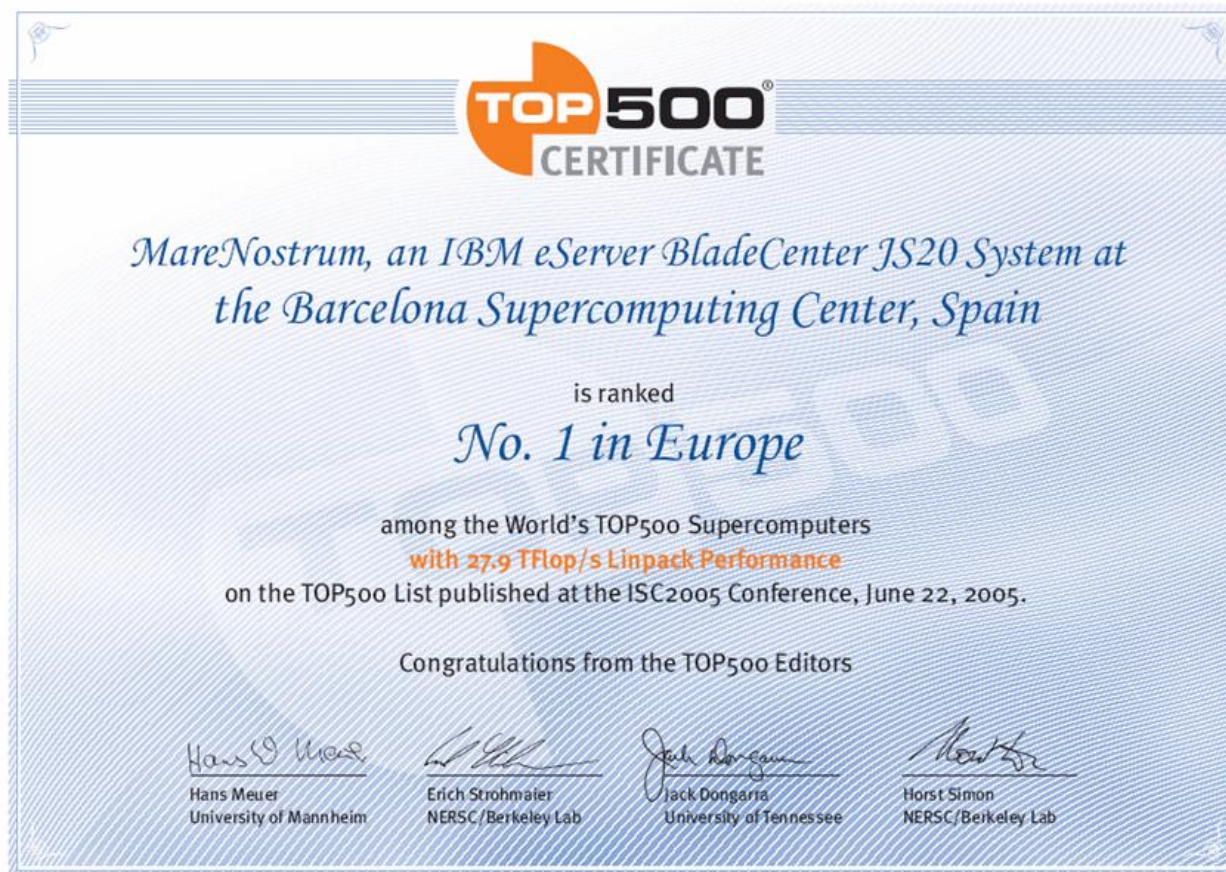 TOP500®
CERTIFICATE
MareNostrum, an IBM eServer BladeCenter JS20 System at
the Barcelona Supercomputing Center, Spain
is ranked
No. 1 in Europe
among the World's TOP500 Supercomputers
with 27.9 TFlop/s Linpack Performance
on the TOP500 List published at the ISC2005 Conference, June 22, 2005.
Congratulations from the TOP500 Editors
Hans Meuer
University of Mannheim
Erich Strohmaier
NERSC/Berkeley Lab
Jack Dongarra
University of Tennessee
Horst Simon
NERSC/Berkeley Lab